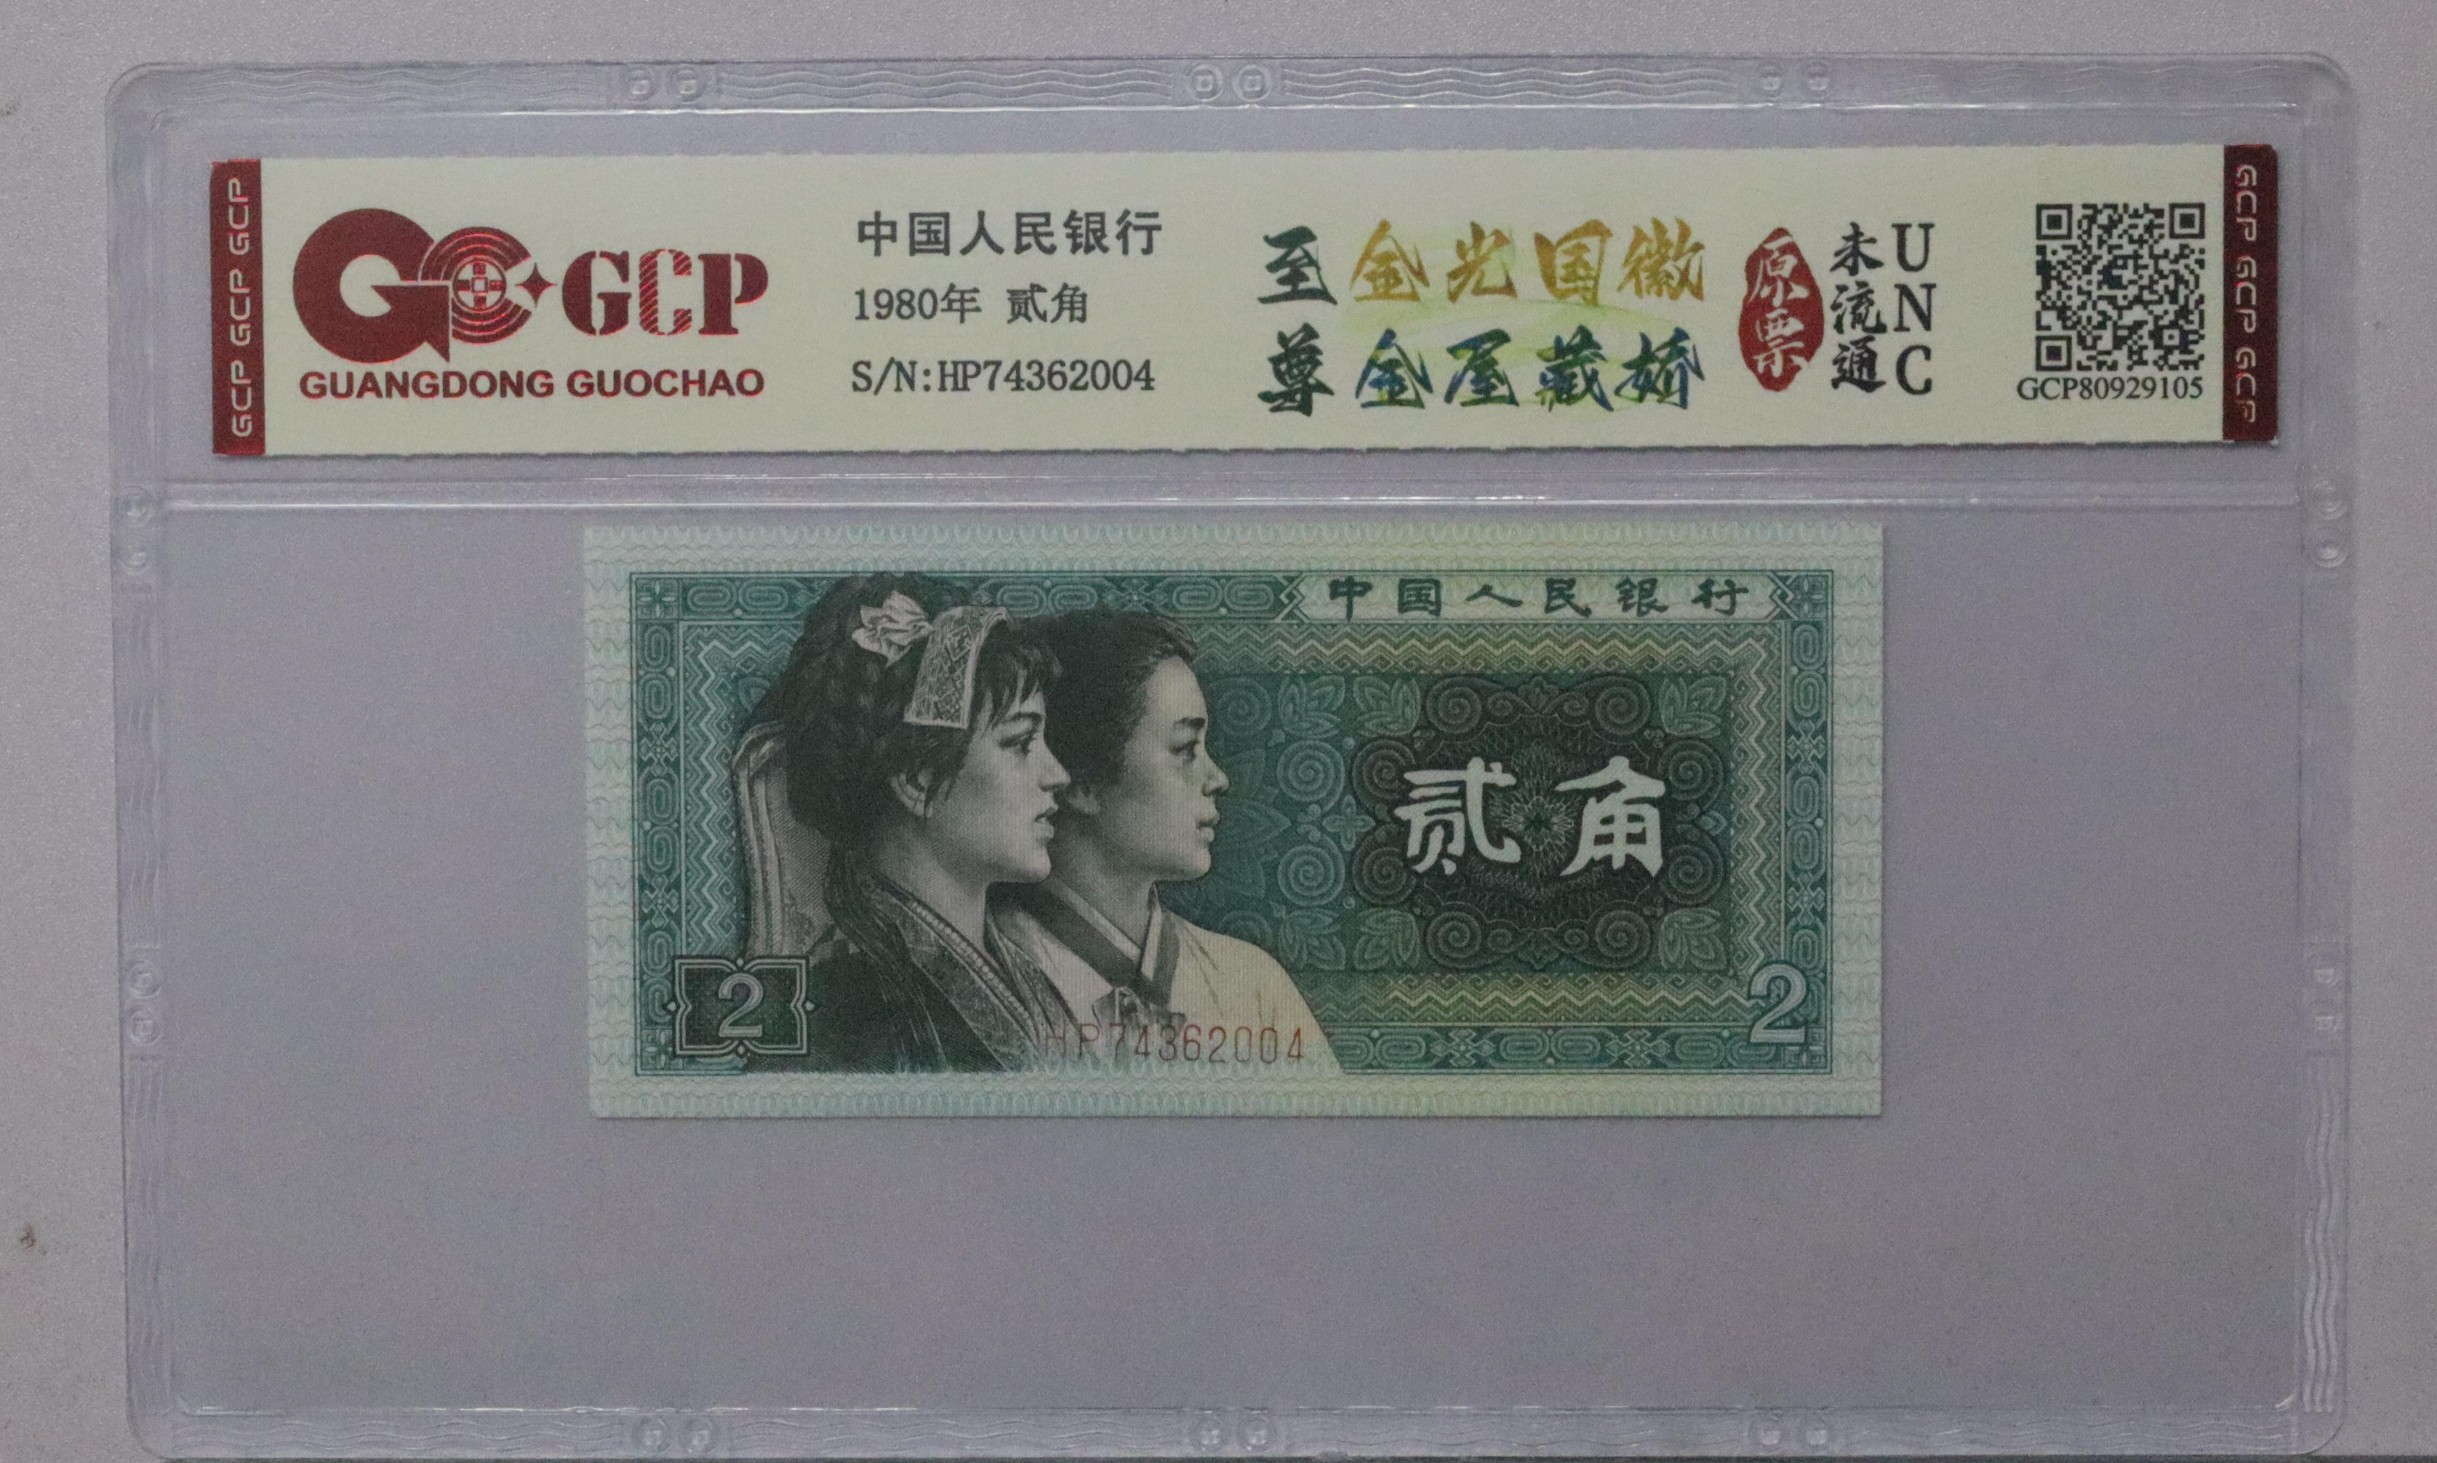 GCP GCP GCP
GCP
GUANGDONG GUOCHAO
中国人民银行
1980年 贰角
S/N:HP74362004
至尊
金光国徽
金屋藏娇
原票
未流通
UNC
GCP80929105
GCP GCP GCP
中国人民银行
贰角
2
HP74362004
2